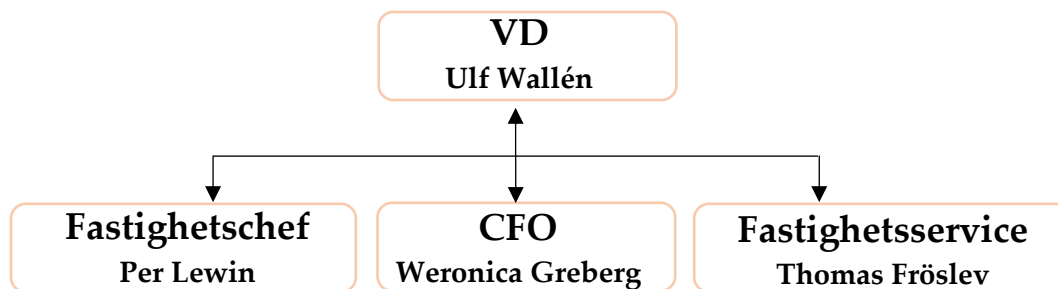 VD
Ulf Wallén
Fastighetschef
Per Lewin
CFO
Weronica Greberg
Fastighetsservice
Thomas Fröslev